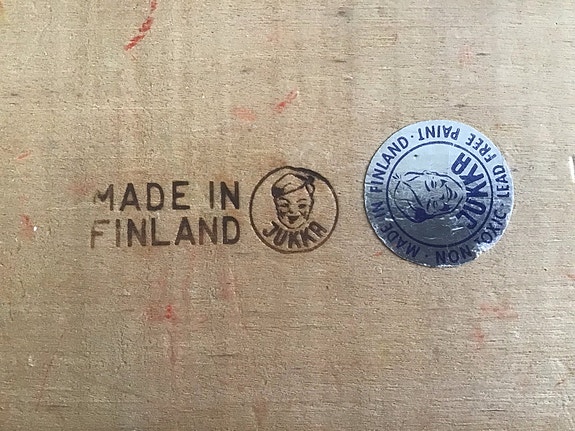 MADE IN
FINLAND
JUKKA
MADE IN FINLAND · NON-TOXIC · LEAD FREE PAINT ·
JUKKA